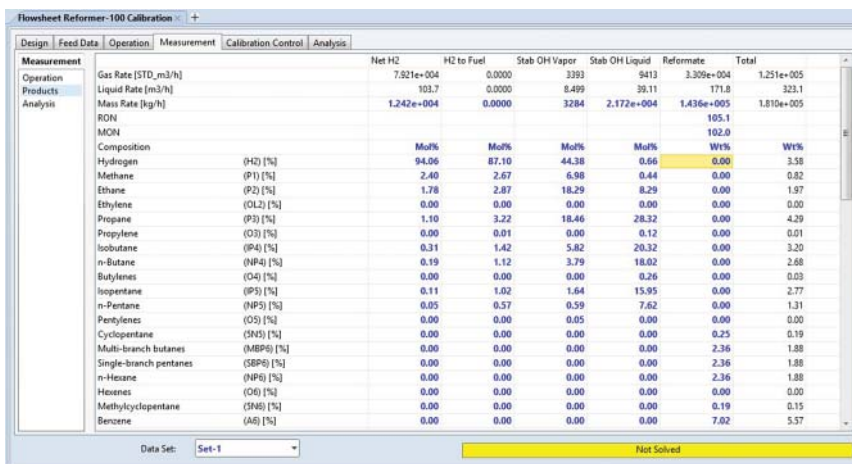 Flowsheet Reformer-100 Calibration × +
Design Feed Data Operation Measurement Calibration Control Analysis
Measurement
Operation
Products
Analysis
Net H2 H2 to Fuel Stab OH Vapor Stab OH Liquid Reformate Total
Gas Rate [STD_m3/h] 7.921e+004 0.0000 3393 9413 3.309e+004 1.251e+005
Liquid Rate [m3/h] 103.7 0.0000 8.499 39.11 171.8 323.1
Mass Rate [kg/h] 1.242e+004 0.0000 3284 2.172e+004 1.436e+005 1.810e+005
RON 105.1
MON 102.0
Composition Mol% Mol% Mol% Mol% Wt% Wt%
Hydrogen (H2) [%] 94.06 87.10 44.38 0.66 0.00 3.58
Methane (P1) [%] 2.40 2.67 6.98 0.44 0.00 0.82
Ethane (P2) [%] 1.78 2.87 18.29 8.29 0.00 1.97
Ethylene (OL2) [%] 0.00 0.00 0.00 0.00 0.00 0.00
Propane (P3) [%] 1.10 3.22 18.46 28.32 0.00 4.29
Propylene (O3) [%] 0.00 0.01 0.00 0.12 0.00 0.01
Isobutane (IP4) [%] 0.31 1.42 5.82 20.32 0.00 3.20
n-Butane (NP4) [%] 0.19 1.12 3.79 18.02 0.00 2.68
Butylenes (O4) [%] 0.00 0.00 0.00 0.26 0.00 0.03
Isopentane (IP5) [%] 0.11 1.02 1.64 15.95 0.00 2.77
n-Pentane (NP5) [%] 0.05 0.57 0.59 7.62 0.00 1.31
Pentylenes (O5) [%] 0.00 0.00 0.05 0.00 0.00 0.00
Cyclopentane (5N5) [%] 0.00 0.00 0.00 0.00 0.25 0.19
Multi-branch butanes (MBP6) [%] 0.00 0.00 0.00 0.00 2.36 1.88
Single-branch pentanes (SBP6) [%] 0.00 0.00 0.00 0.00 2.36 1.88
n-Hexane (NP6) [%] 0.00 0.00 0.00 0.00 2.36 1.88
Hexenes (O6) [%] 0.00 0.00 0.00 0.00 0.00 0.00
Methylcyclopentane (5N6) [%] 0.00 0.00 0.00 0.00 0.19 0.15
Benzene (A6) [%] 0.00 0.00 0.00 0.00 7.02 5.57
Data Set: Set-1 Not Solved